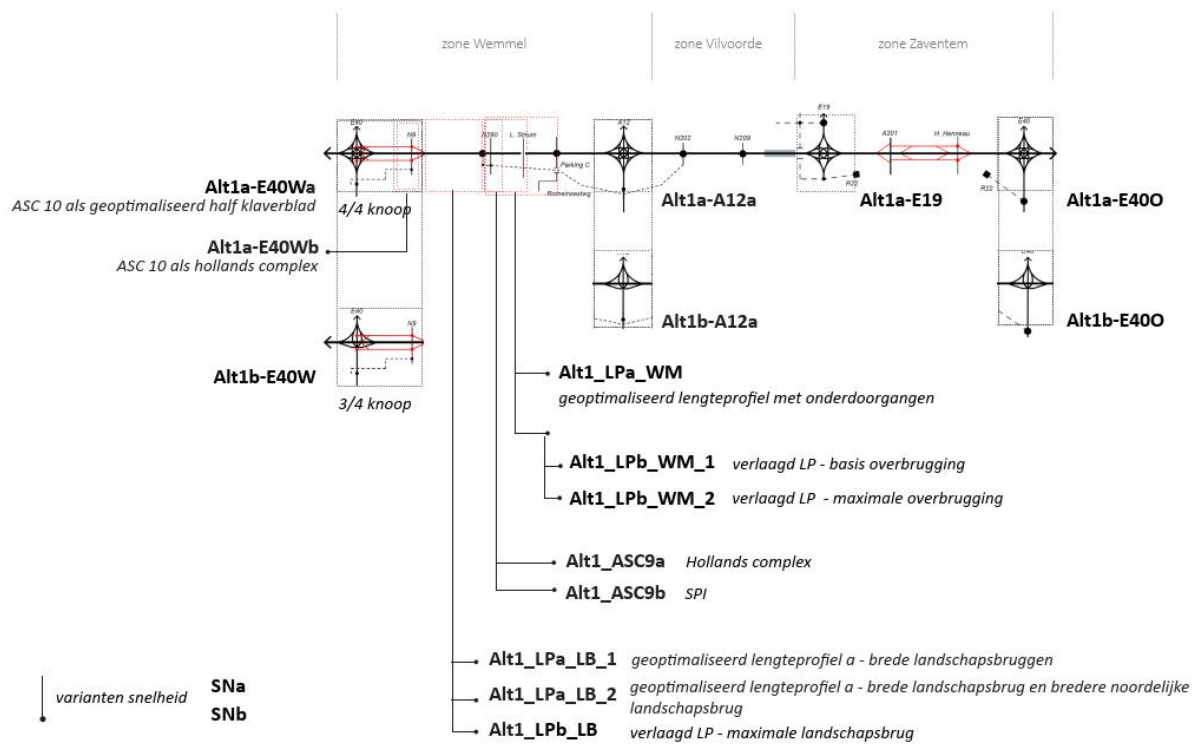 zone Wemmel
zone Vilvoorde
zone Zaventem
E40
N9
N290
L. Sirjum
Parking C
Romeinsesteeg
A12
N202
N209
E19
R22
A201
H. Henneau
R22
E40
Alt1a-E40Wa
ASC 10 als geoptimaliseerd half klaverblad
4/4 knoop
Alt1a-A12a
Alt1a-E19
Alt1a-E40O
Alt1a-E40Wb
ASC 10 als hollands complex
E40
N9
Alt1b-A12a
Alt1b-E40O
Alt1b-E40W
3/4 knoop
Alt1_LPa_WM
geoptimaliseerd lengteprofiel met onderdoorgangen
Alt1_LPb_WM_1 verlaagd LP - basis overbrugging
Alt1_LPb_WM_2 verlaagd LP - maximale overbrugging
Alt1_ASC9a Hollands complex
Alt1_ASC9b SPI
Alt1_LPa_LB_1 geoptimaliseerd lengteprofiel a - brede landschapsbruggen
Alt1_LPa_LB_2 geoptimaliseerd lengteprofiel a - brede landschapsbrug en bredere noordelijke
landschapsbrug
Alt1_LPb_LB verlaagd LP - maximale landschapsbrug
varianten snelheid
SNa
SNb